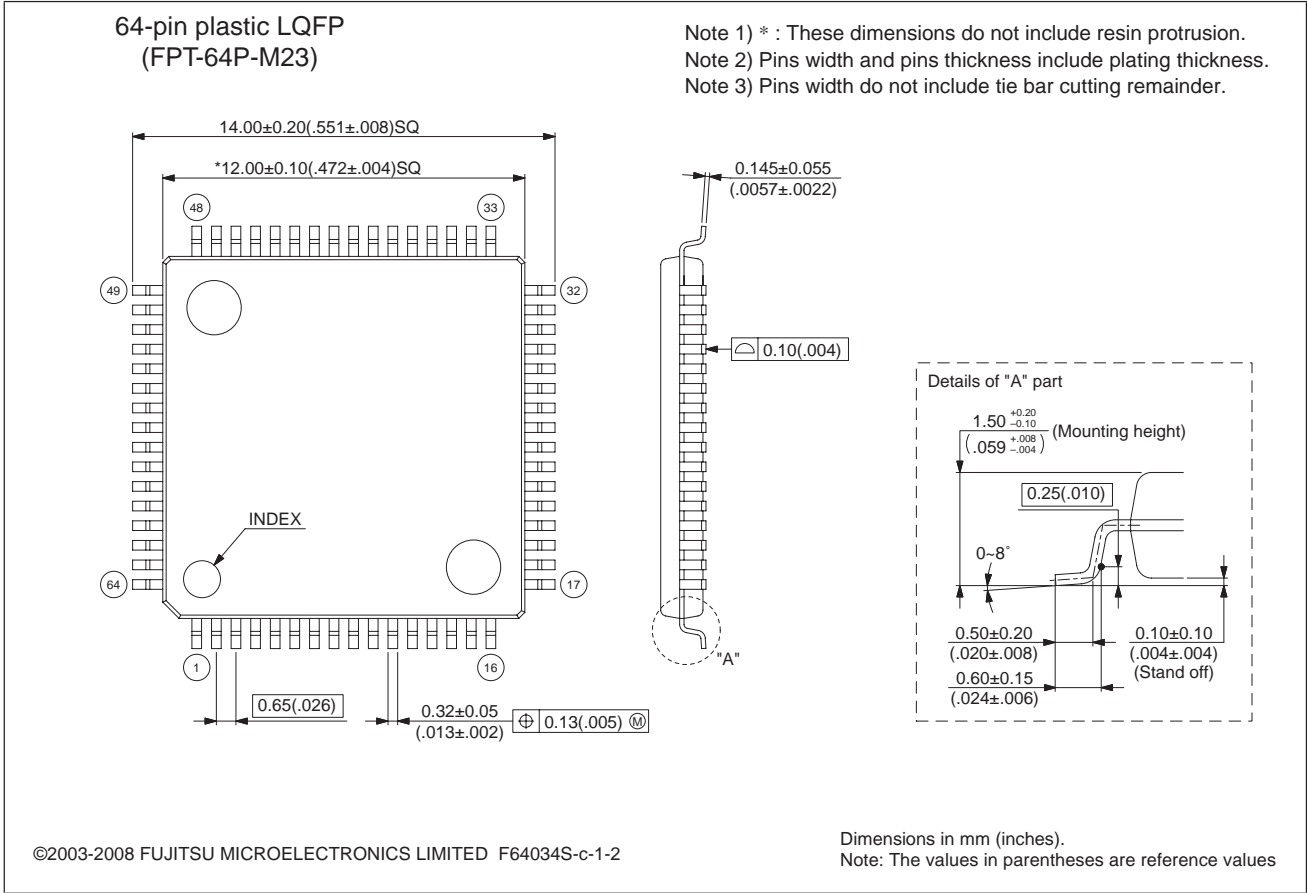 64-pin plastic LQFP
(FPT-64P-M23)
Note 1) * : These dimensions do not include resin protrusion.
Note 2) Pins width and pins thickness include plating thickness.
Note 3) Pins width do not include tie bar cutting remainder.
14.00±0.20(.551±.008)SQ
*12.00±0.10(.472±.004)SQ
0.145±0.055
(.0057±.0022)
48
33
49
32
0.10(.004)
Details of "A" part
1.50 +0.20 −0.10 (Mounting height)
(.059 +.008 −.004)
0.25(.010)
INDEX
0~8°
64
17
0.50±0.20
(.020±.008)
0.10±0.10
(.004±.004)
(Stand off)
0.60±0.15
(.024±.006)
1
16
"A"
0.65(.026)
0.32±0.05
(.013±.002)
⌖ 0.13(.005) Ⓜ
©2003-2008 FUJITSU MICROELECTRONICS LIMITED F64034S-c-1-2
Dimensions in mm (inches).
Note: The values in parentheses are reference values